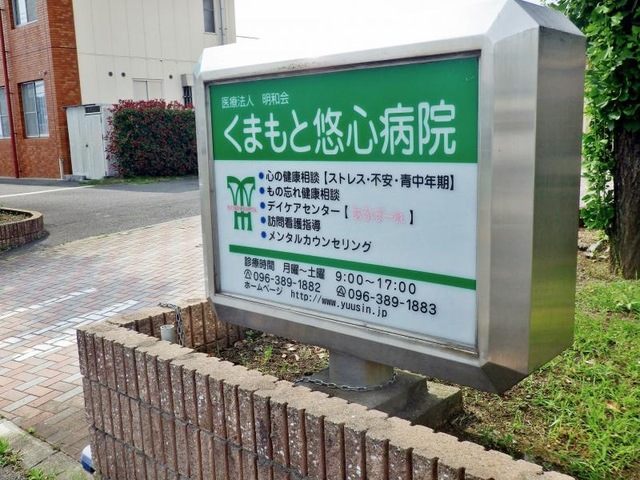 医療法人 明和会
くまもと悠心病院
●心の健康相談【ストレス・不安・青中年期】
●もの忘れ健康相談
●デイケアセンター【 】
●訪問看護指導
●メンタルカウンセリング
診療時間 月曜～土曜 9:00～17:00
096-389-1882 096-389-1883
ホームページ http://www.yuusin.jp